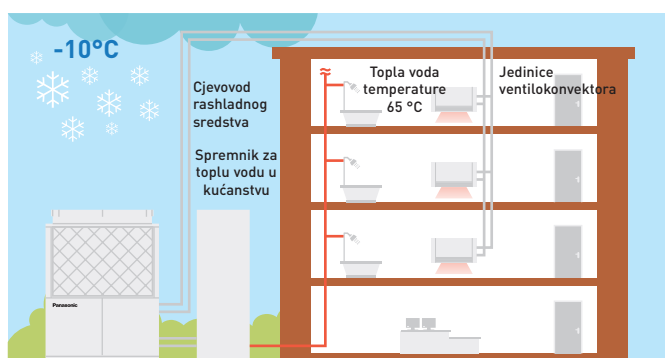 -10°C
Cjevovod
rashladnog
sredstva
Spremnik za
toplu vodu u
kućanstvu
Topla voda
temperature
65 °C
Jedinice
ventilokonvektora
Panasonic